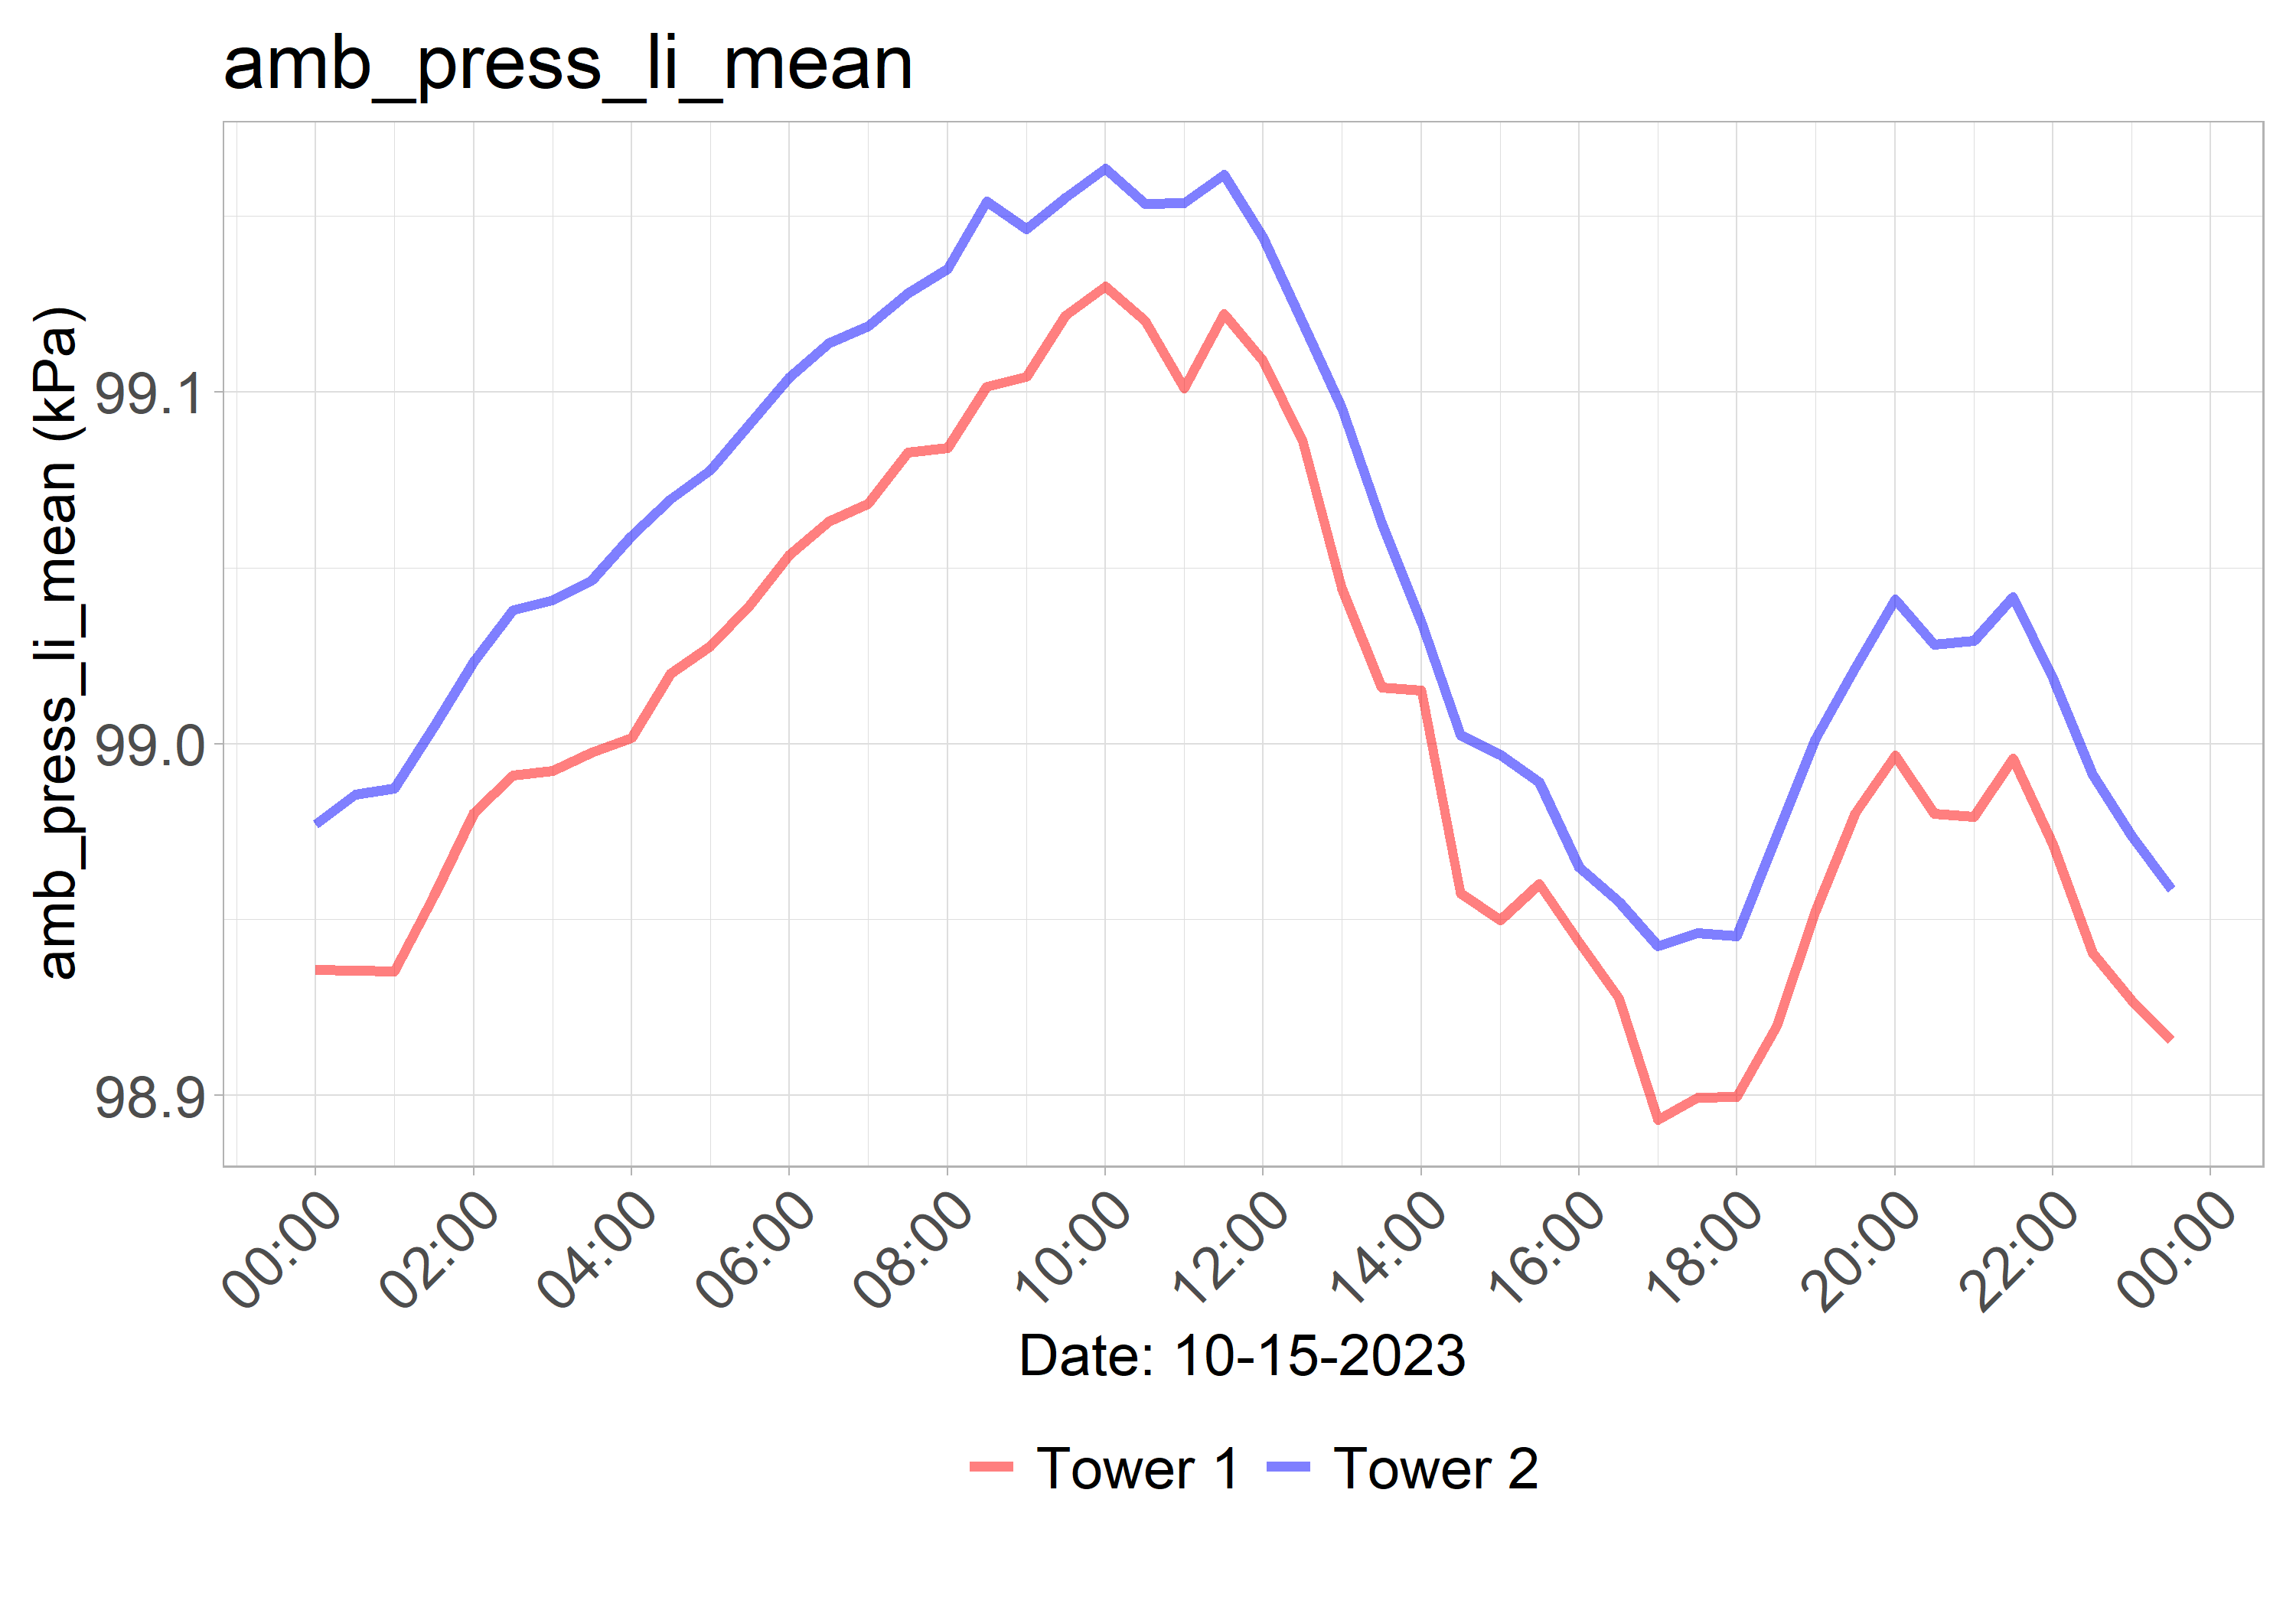 amb_press_li_mean
amb_press_li_mean (kPa)
99.1
99.0
98.9
00:00 02:00 04:00 06:00 08:00 10:00 12:00 14:00 16:00 18:00 20:00 22:00 00:00
Date: 10-15-2023
Tower 1 Tower 2